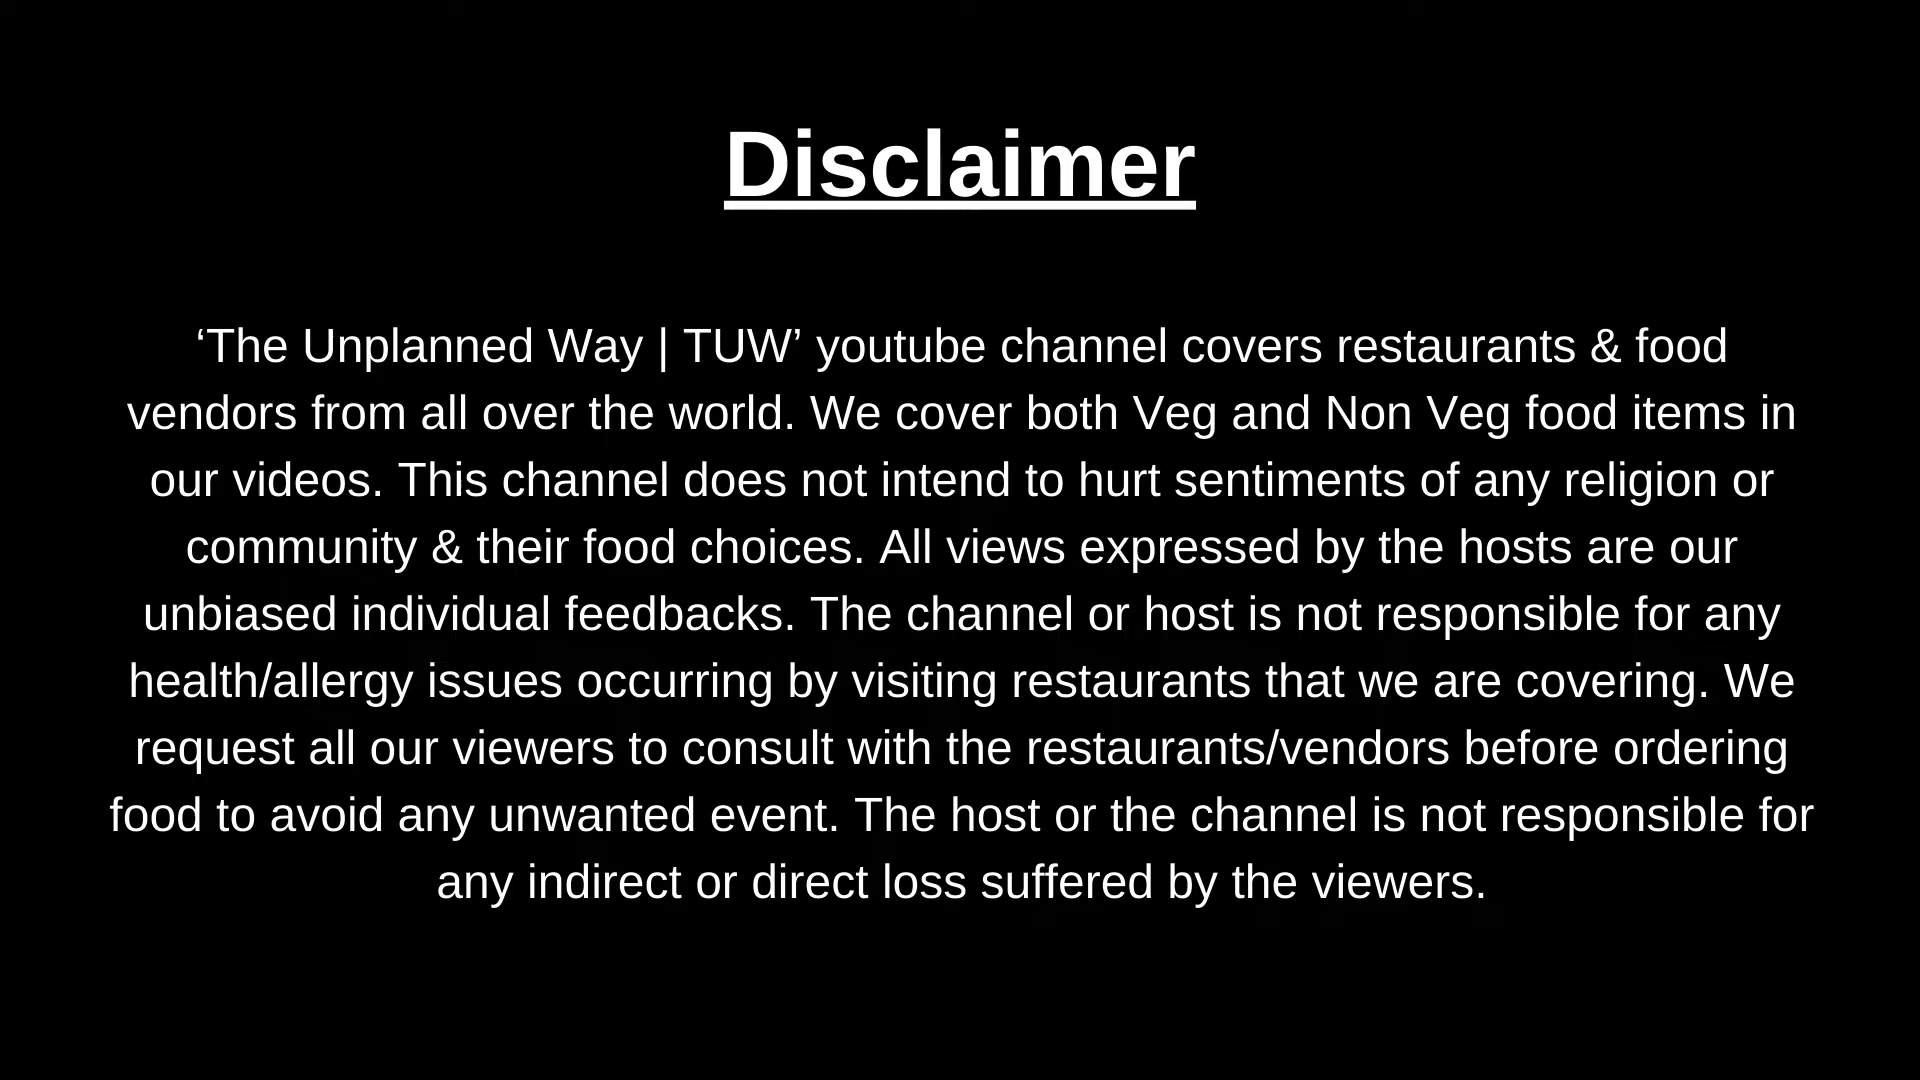 Disclaimer
‘The Unplanned Way | TUW’ youtube channel covers restaurants & food
vendors from all over the world. We cover both Veg and Non Veg food items in
our videos. This channel does not intend to hurt sentiments of any religion or
community & their food choices. All views expressed by the hosts are our
unbiased individual feedbacks. The channel or host is not responsible for any
health/allergy issues occurring by visiting restaurants that we are covering. We
request all our viewers to consult with the restaurants/vendors before ordering
food to avoid any unwanted event. The host or the channel is not responsible for
any indirect or direct loss suffered by the viewers.